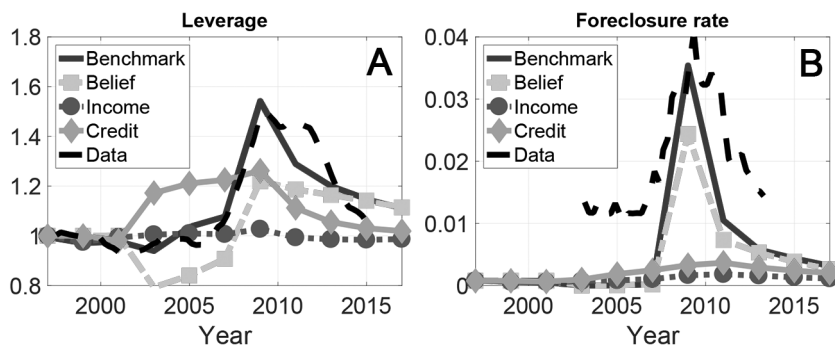 Leverage
1.8
1.6
1.4
1.2
1
0.8
Benchmark
Belief
Income
Credit
Data
A
2000
2005
2010
2015
Year
Foreclosure rate
0.04
0.03
0.02
0.01
0
Benchmark
Belief
Income
Credit
Data
B
2000
2005
2010
2015
Year